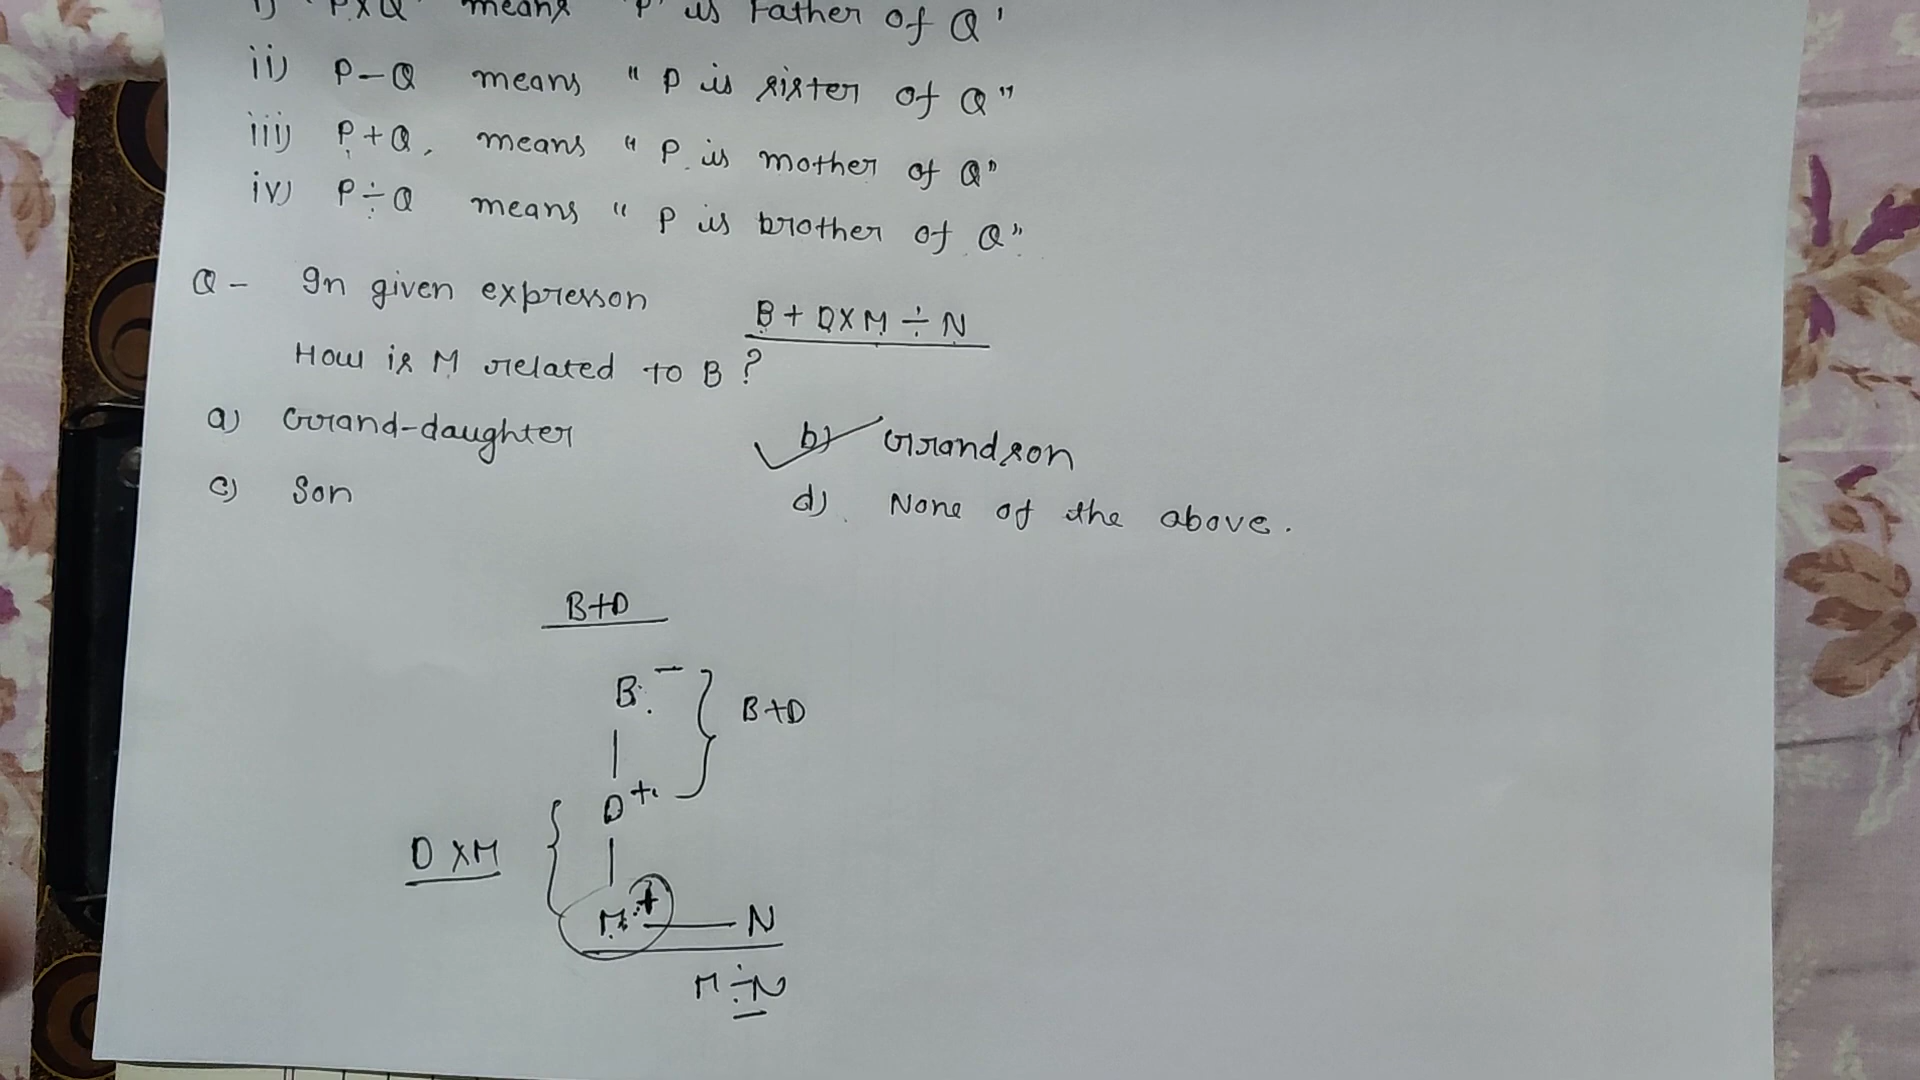 i) P×Q means "P is Father of Q'
ii) P-Q means "P is sister of Q"
iii) P+Q, means "P is mother of Q"
iv) P÷Q means "P is brother of Q"
Q- In given expresson B+D×M÷N
How is M related to B?
a) Grand-daughter b) Grandson
c) Son d) None of the above.
B+D
B - } B+D
D +
D×M {
M + — N
M÷N